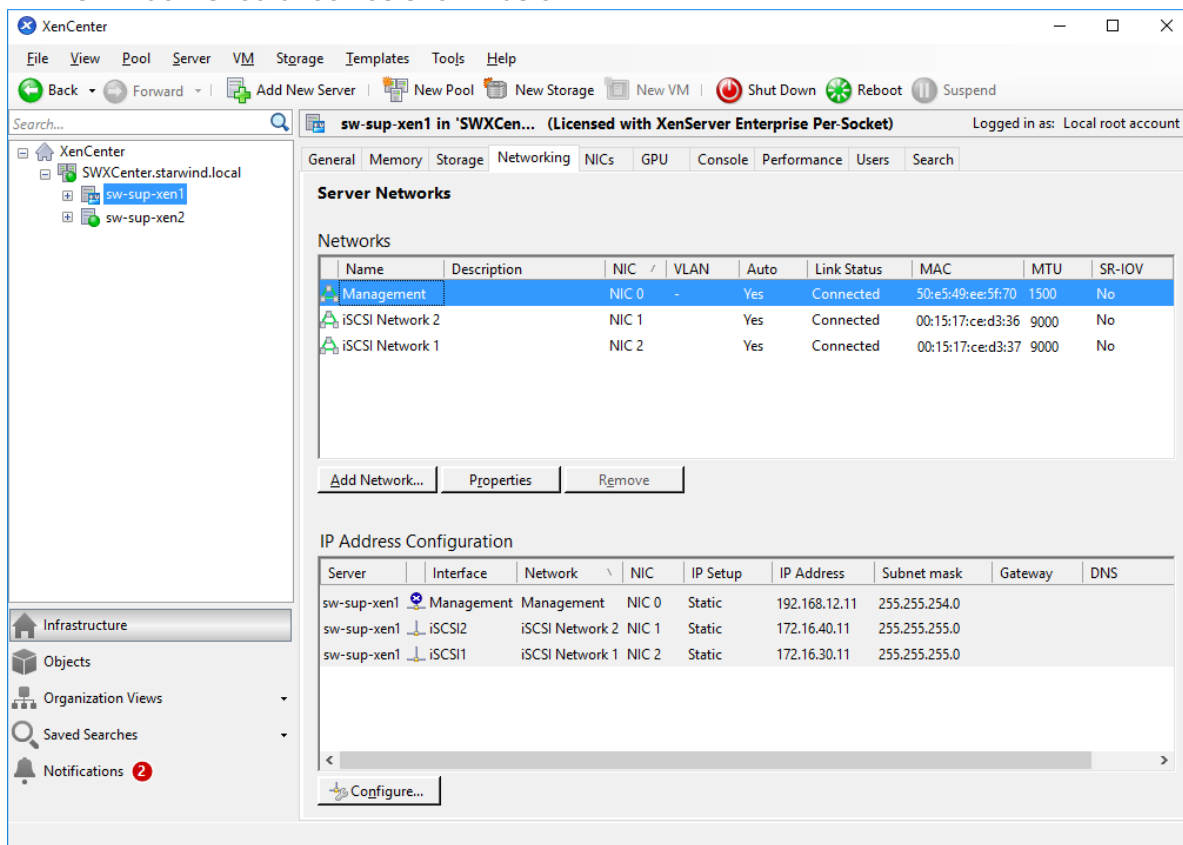 XenCenter
File View Pool Server VM Storage Templates Tools Help
Back Forward Add New Server New Pool New Storage New VM Shut Down Reboot Suspend
Search...
sw-sup-xen1 in 'SWXCen... (Licensed with XenServer Enterprise Per-Socket) Logged in as: Local root account
XenCenter
SWXCenter.starwind.local
sw-sup-xen1
sw-sup-xen2
General Memory Storage Networking NICs GPU Console Performance Users Search
Server Networks
Networks
Name Description NIC VLAN Auto Link Status MAC MTU SR-IOV
Management NIC 0 - Yes Connected 50:e5:49:ee:5f:70 1500 No
iSCSI Network 2 NIC 1 Yes Connected 00:15:17:ce:d3:36 9000 No
iSCSI Network 1 NIC 2 Yes Connected 00:15:17:ce:d3:37 9000 No
Add Network... Properties Remove
IP Address Configuration
Server Interface Network NIC IP Setup IP Address Subnet mask Gateway DNS
sw-sup-xen1 Management Management NIC 0 Static 192.168.12.11 255.255.254.0
sw-sup-xen1 iSCSI2 iSCSI Network 2 NIC 1 Static 172.16.40.11 255.255.255.0
sw-sup-xen1 iSCSI1 iSCSI Network 1 NIC 2 Static 172.16.30.11 255.255.255.0
Configure...
Infrastructure
Objects
Organization Views
Saved Searches
Notifications 2